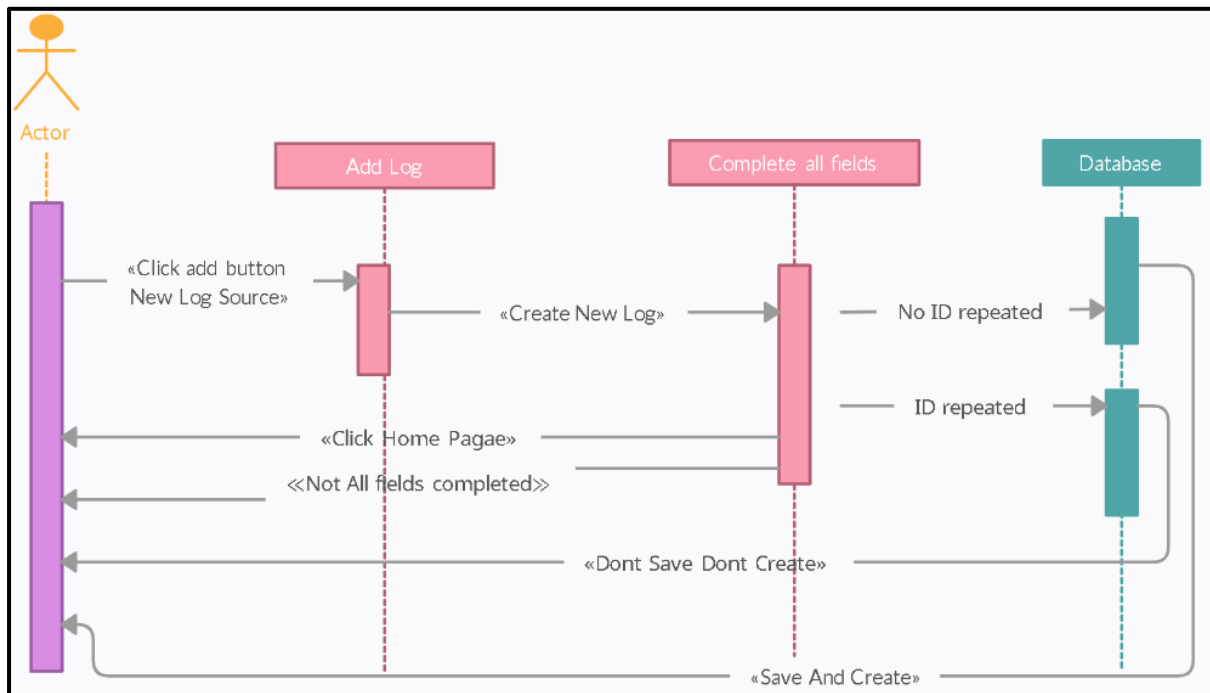 Actor
Add Log
Complete all fields
Database
«Click add button
New Log Source»
«Create New Log»
No ID repeated
ID repeated
«Click Home Pagae»
≪Not All fields completed≫
«Dont Save Dont Create»
«Save And Create»